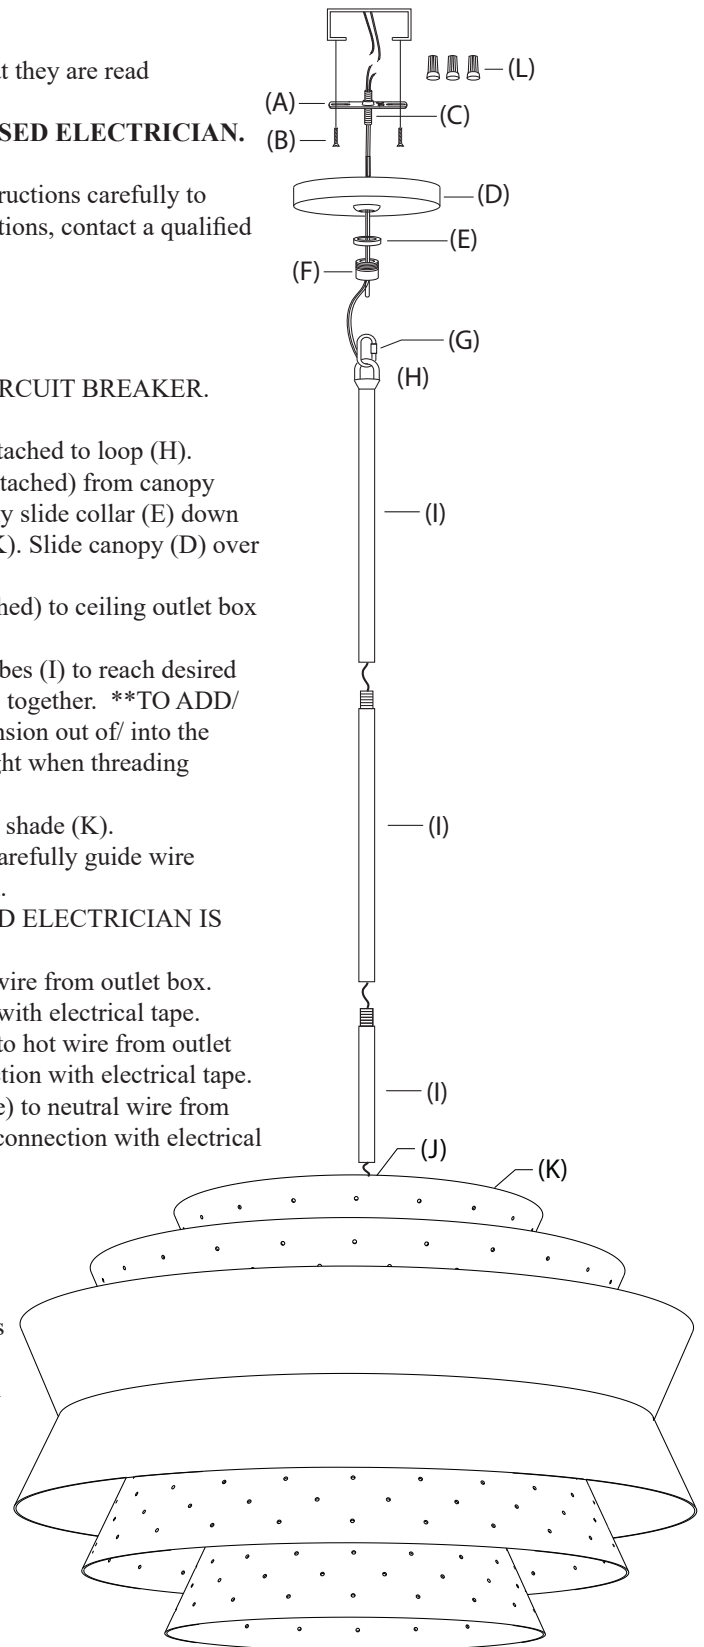 t they are read
SED ELECTRICIAN.
ructions carefully to
tions, contact a qualified
RCUIT BREAKER.
tached to loop (H).
tached) from canopy
y slide collar (E) down
K). Slide canopy (D) over
hed) to ceiling outlet box
bes (I) to reach desired
together. **TO ADD/
nsion out of/ into the
ght when threading
shade (K).
arefully guide wire
.
D ELECTRICIAN IS
wire from outlet box.
with electrical tape.
to hot wire from outlet
ction with electrical tape.
e) to neutral wire from
connection with electrical
s
(L)
(A)
(C)
(B)
(D)
(E)
(F)
(G)
(H)
(I)
(I)
(I)
(J)
(K)